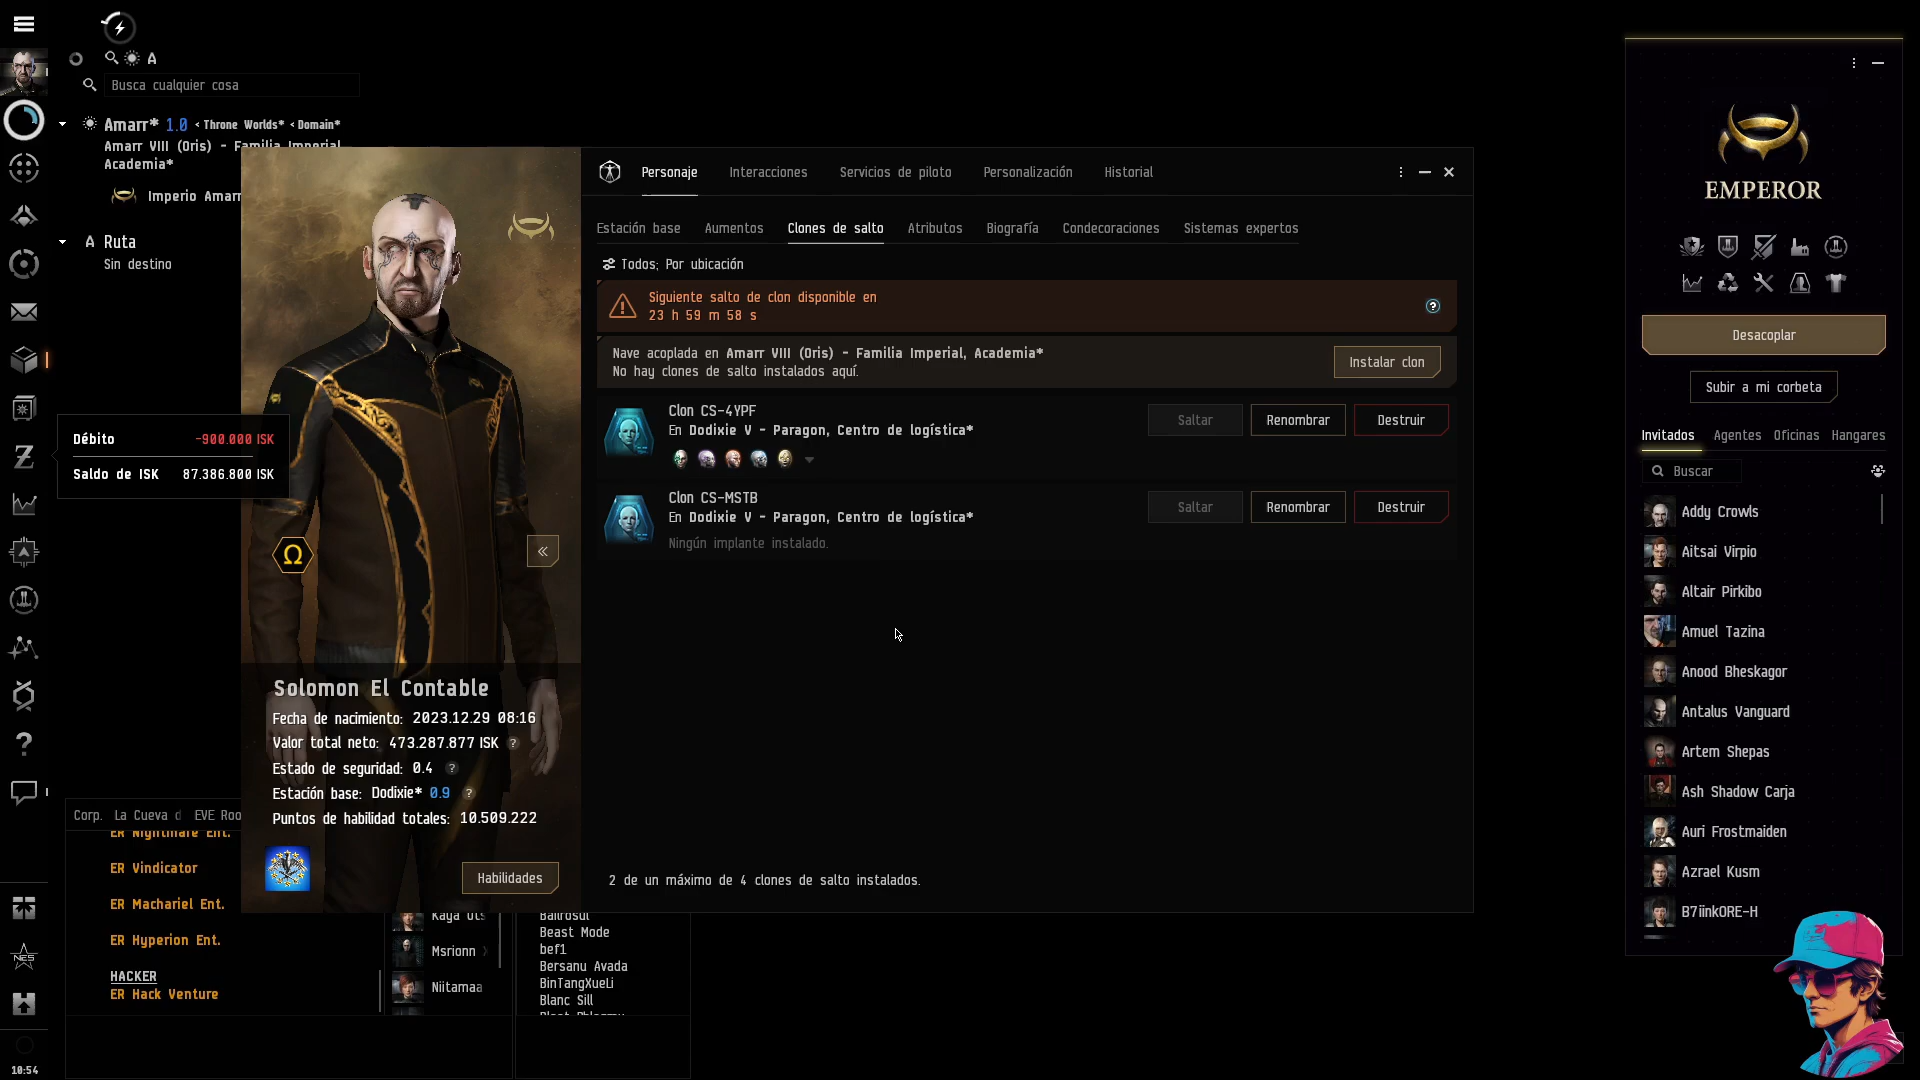 A
Busca cualquier cosa
Amarr* 1.0 < Throne Worlds* < Domain*
Amarr VIII (Oris) - Familia Imperial
Academia*
Imperio Amarr
A Ruta
Sin destino
Débito -900.000 ISK
Saldo de ISK 87.386.800 ISK
Ω
Solomon El Contable
Fecha de nacimiento: 2023.12.29 08:16
Valor total neto: 473.287.877 ISK ?
Estado de seguridad: 0.4 ?
Estación base: Dodixie* 0.9 ?
Puntos de habilidad totales: 10.509.222
Habilidades
Personaje Interacciones Servicios de piloto Personalización Historial
Estación base Aumentos Clones de salto Atributos Biografía Condecoraciones Sistemas expertos
Todos; Por ubicación
Siguiente salto de clon disponible en
23 h 59 m 58 s
?
Nave acoplada en Amarr VIII (Oris) - Familia Imperial, Academia*
No hay clones de salto instalados aquí.
Instalar clon
Clon CS-4YPF
En Dodixie V - Paragon, Centro de logística*
Saltar Renombrar Destruir
Clon CS-MSTB
En Dodixie V - Paragon, Centro de logística*
Ningún implante instalado.
Saltar Renombrar Destruir
2 de un máximo de 4 clones de salto instalados.
Corp. La Cueva d EVE Roo
ER Nightmare Ent.
ER Vindicator
ER Machariel Ent.
ER Hyperion Ent.
HACKER
ER Hack Venture
Msrionn
Niitamaa
Beast Mode
bef1
Bersanu Avada
BinTangXueLi
Blanc Sill
EMPEROR
Desacoplar
Subir a mi corbeta
Invitados Agentes Oficinas Hangares
Buscar
Addy Crowls
Aitsai Virpio
Altair Pirkibo
Amuel Tazina
Anood Bheskagor
Antalus Vanguard
Artem Shepas
Ash Shadow Carja
Auri Frostmaiden
Azrael Kusm
B7iinkORE-H
NES
10:54